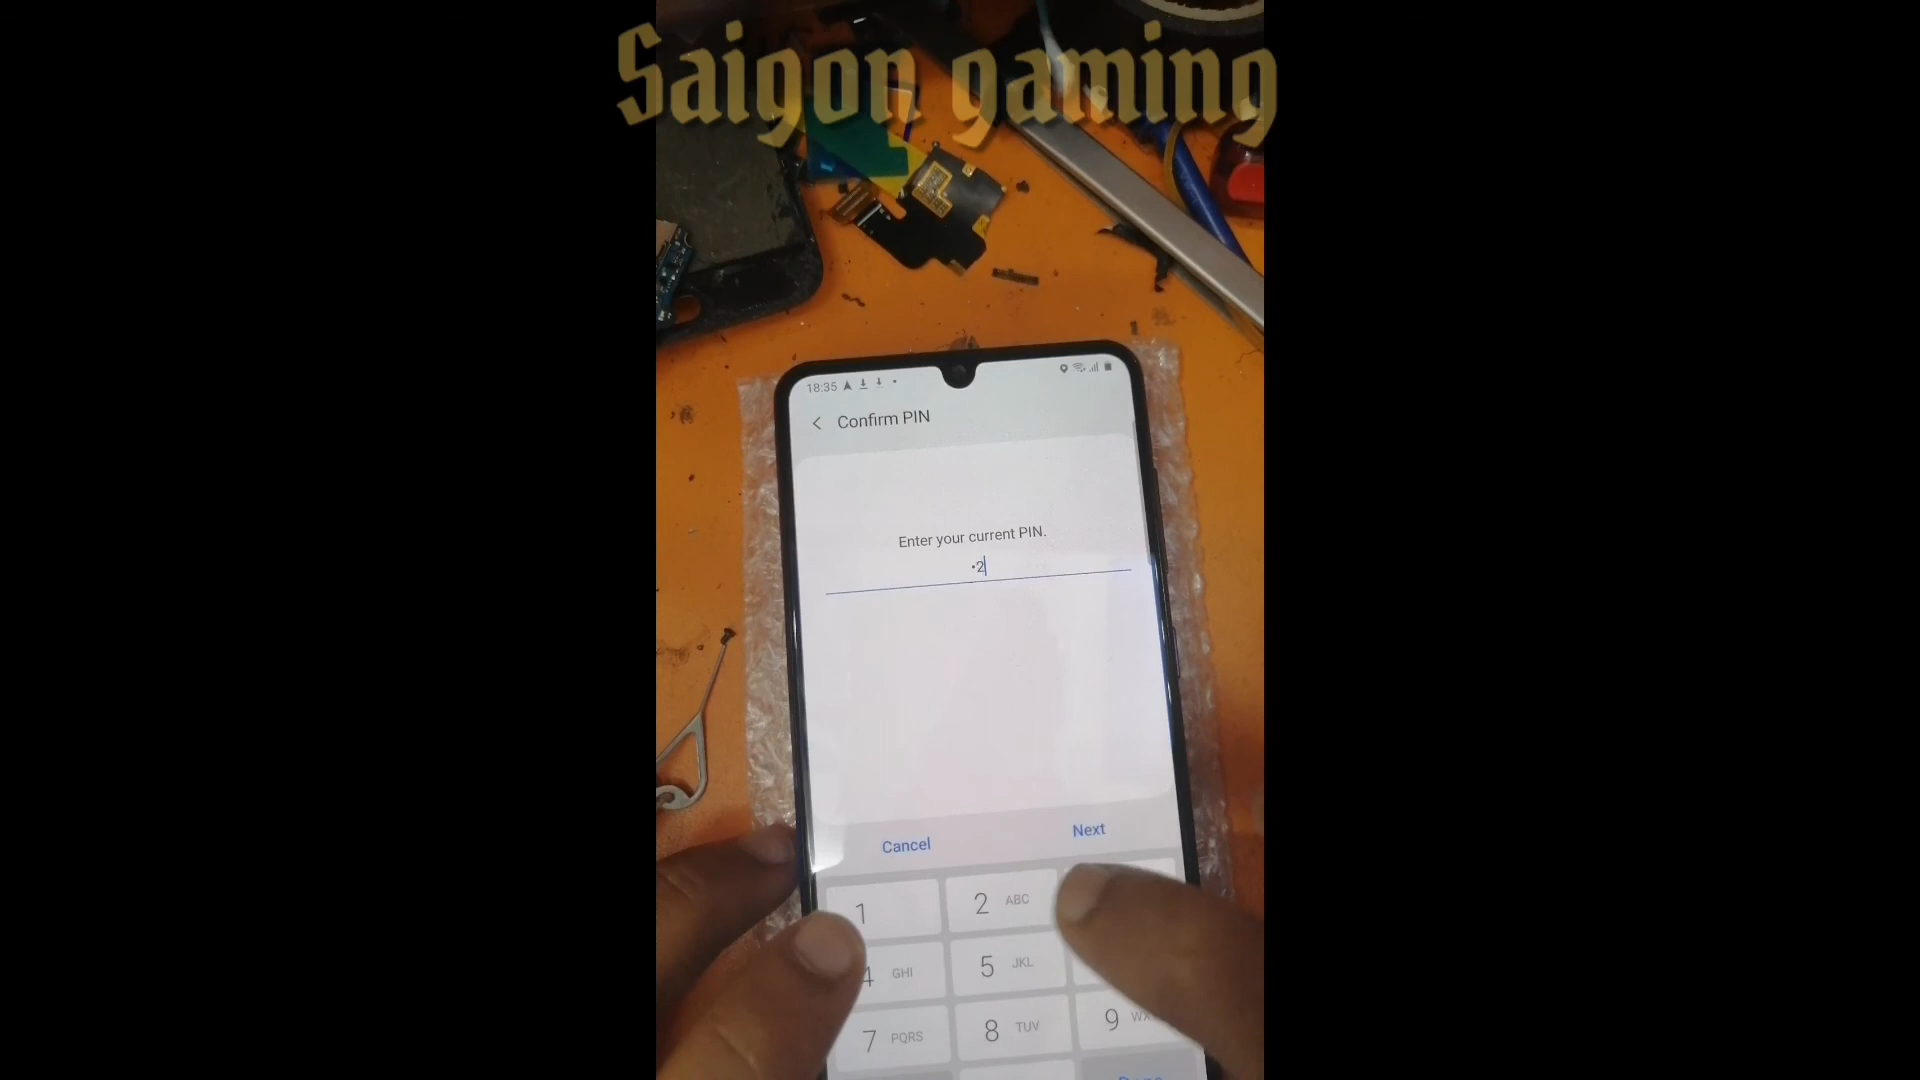 Saigon gaming
18:35
Confirm PIN
Enter your current PIN.
•2
Cancel
Next
1
2 ABC
4 GHI
5 JKL
7 PQRS
8 TUV
9